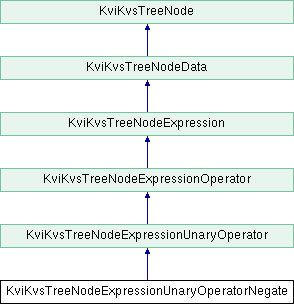 KviKvsTreeNode
KviKvsTreeNodeData
KviKvsTreeNodeExpression
KviKvsTreeNodeExpressionOperator
KviKvsTreeNodeExpressionUnaryOperator
KviKvsTreeNodeExpressionUnaryOperatorNegate